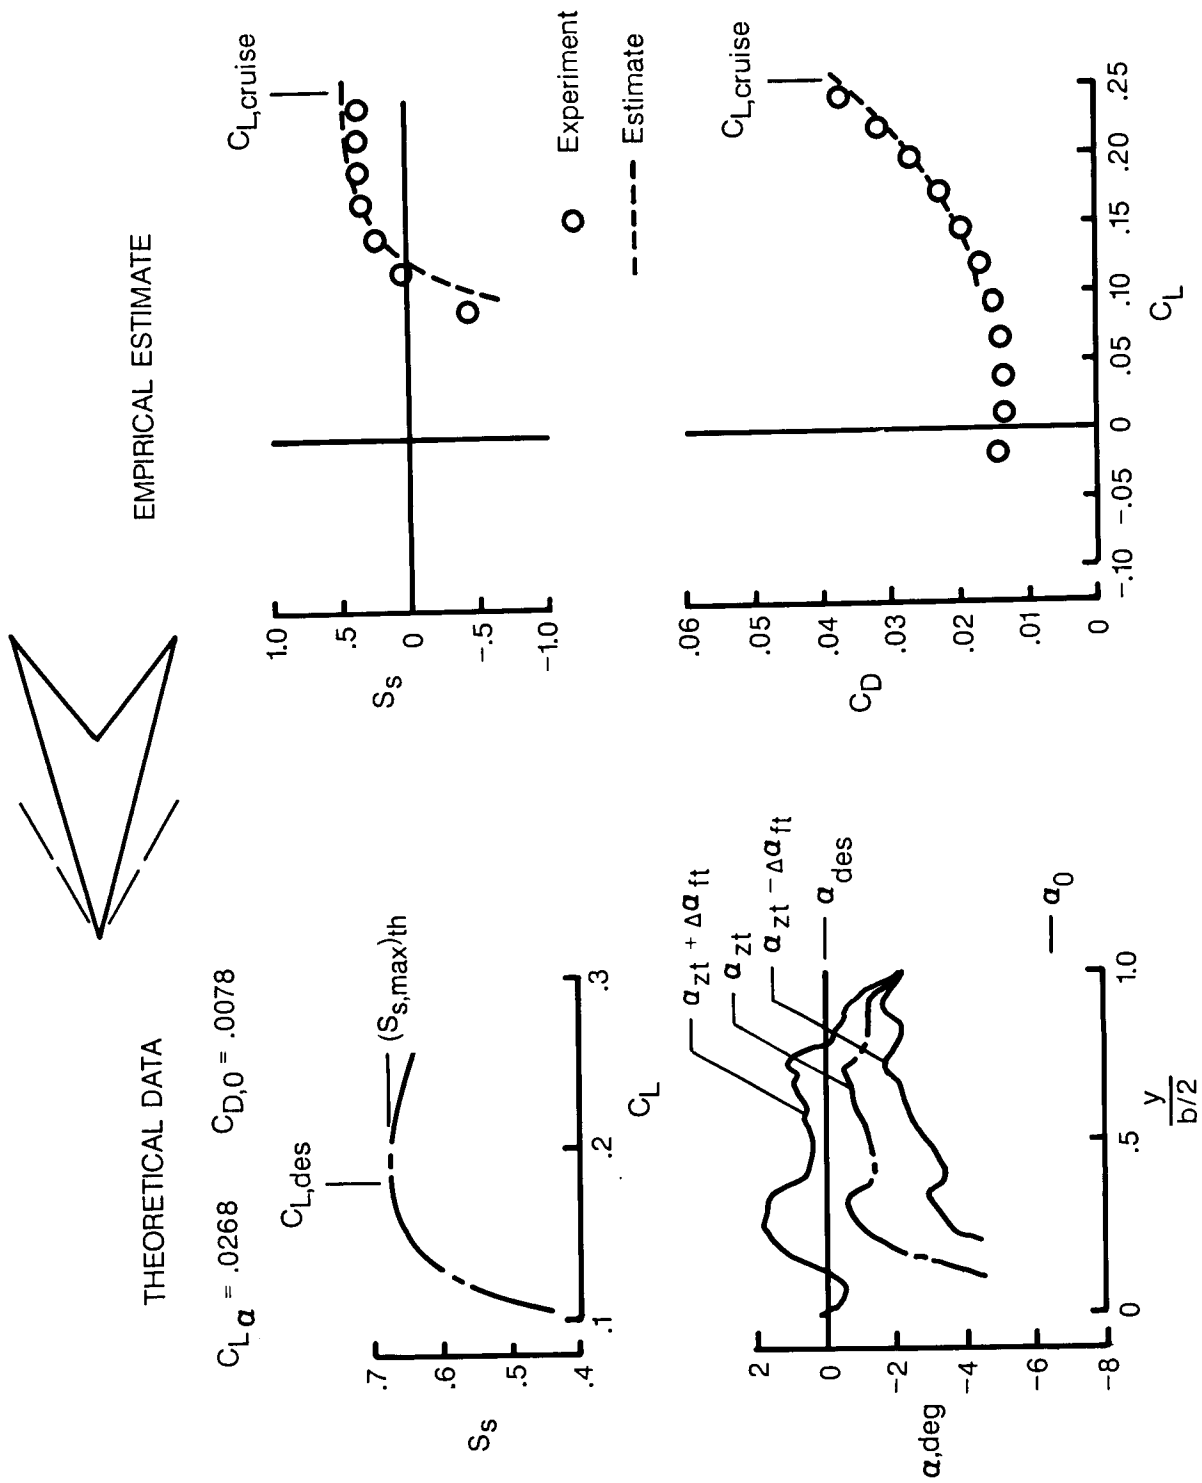 THEORETICAL DATA
C_Lα = .0268 C_D,0 = .0078
C_L,des
(S_s,max)th
S_s
.7
.6
.5
.4
.1
.2
.3
C_L
α_zt + Δα_ft
α_zt
α_zt − Δα_ft
α_des
α_0
α,deg
2
0
−2
−4
−6
−8
0
.5
1.0
y
b/2
EMPIRICAL ESTIMATE
C_L,cruise
S_s
1.0
.5
0
−.5
−1.0
Experiment
Estimate
C_L,cruise
C_D
.06
.05
.04
.03
.02
.01
0
−.10
−.05
0
.05
.10
.15
.20
.25
C_L